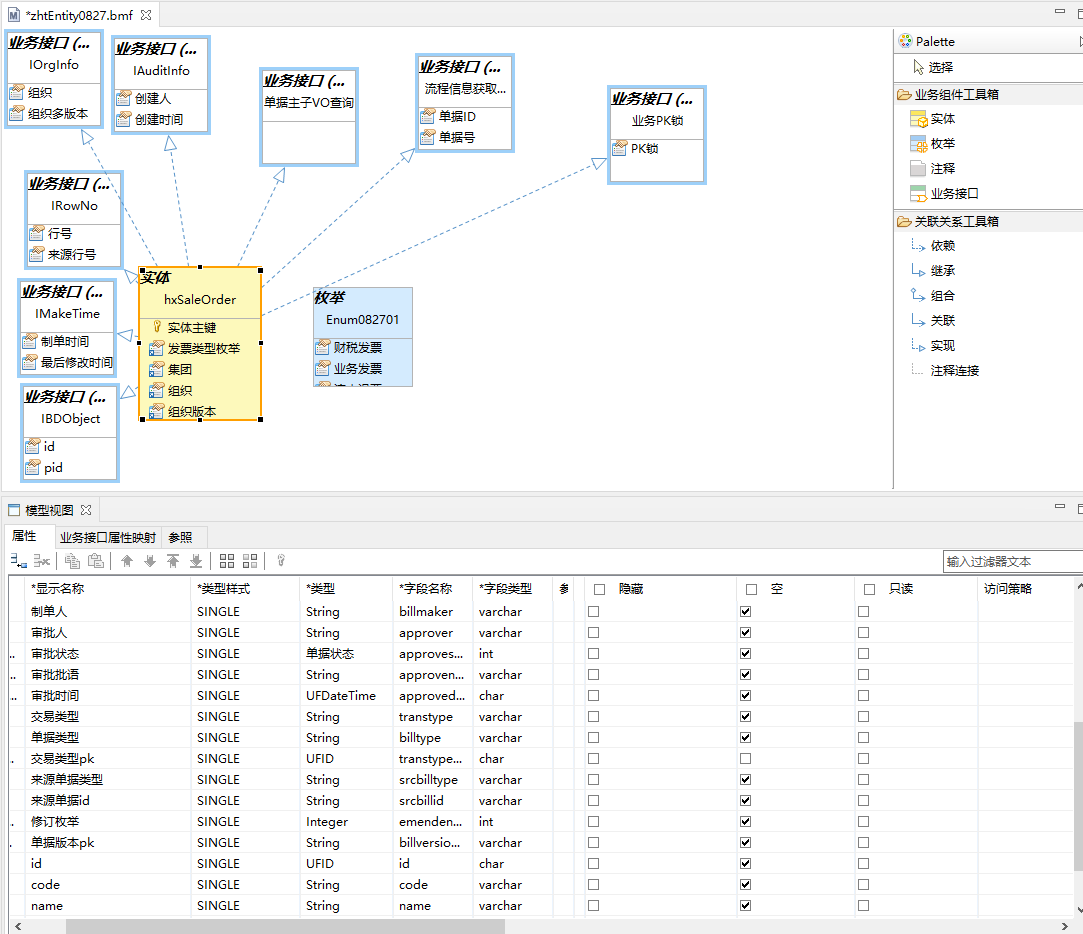 *zhtEntity0827.bmf
业务接口 (...
IOrgInfo
组织
组织多版本
业务接口 (...
IAuditInfo
创建人
创建时间
业务接口 (...
单据主子VO查询
业务接口 (...
流程信息获取...
单据ID
单据号
业务接口 (...
业务PK锁
PK锁
业务接口 (...
IRowNo
行号
来源行号
业务接口 (...
IMakeTime
制单时间
最后修改时间
业务接口 (...
IBDObject
id
pid
实体
hxSaleOrder
实体主键
发票类型枚举
集团
组织
组织版本
枚举
Enum082701
财税发票
业务发票
Palette
选择
业务组件工具箱
实体
枚举
注释
业务接口
关联关系工具箱
依赖
继承
组合
关联
实现
注释连接
模型视图
属性 业务接口属性映射 参照
输入过滤器文本
*显示名称 *类型样式 *类型 *字段名称 *字段类型 参 隐藏 空 只读 访问策略
制单人 SINGLE String billmaker varchar
审批人 SINGLE String approver varchar
审批状态 SINGLE 单据状态 approves... int
审批批语 SINGLE String approven... varchar
审批时间 SINGLE UFDateTime approved... char
交易类型 SINGLE String transtype varchar
单据类型 SINGLE String billtype varchar
交易类型pk SINGLE UFID transtype... char
来源单据类型 SINGLE String srcbilltype varchar
来源单据id SINGLE String srcbillid varchar
修订枚举 SINGLE Integer emenden... int
单据版本pk SINGLE String billversio... varchar
id SINGLE UFID id char
code SINGLE String code varchar
name SINGLE String name varchar